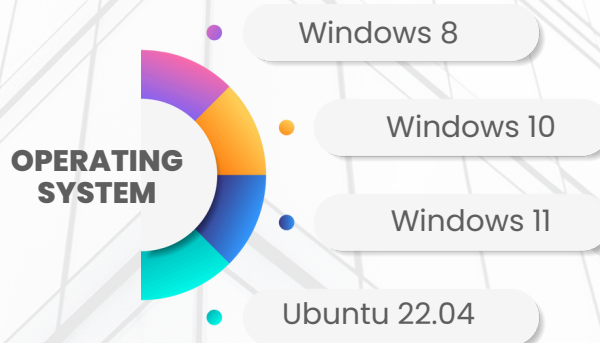 Windows 8
Windows 10
OPERATING
SYSTEM
Windows 11
Ubuntu 22.04